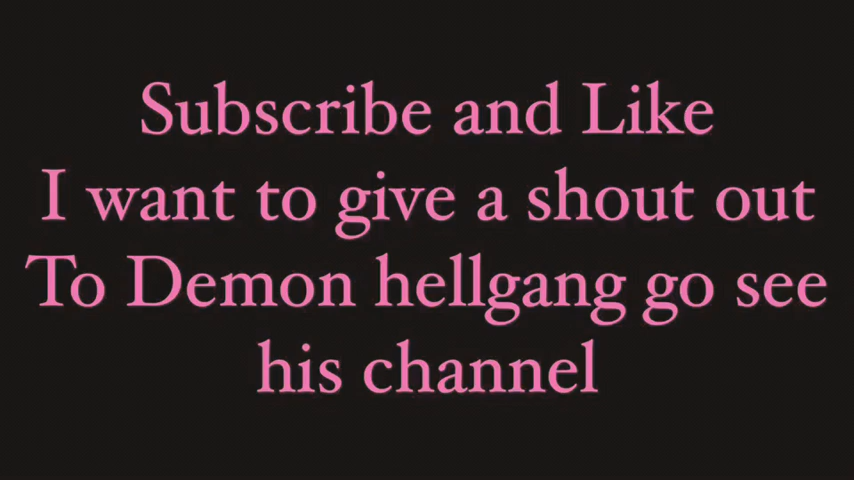 Subscribe and Like
I want to give a shout out
To Demon hellgang go see
his channel